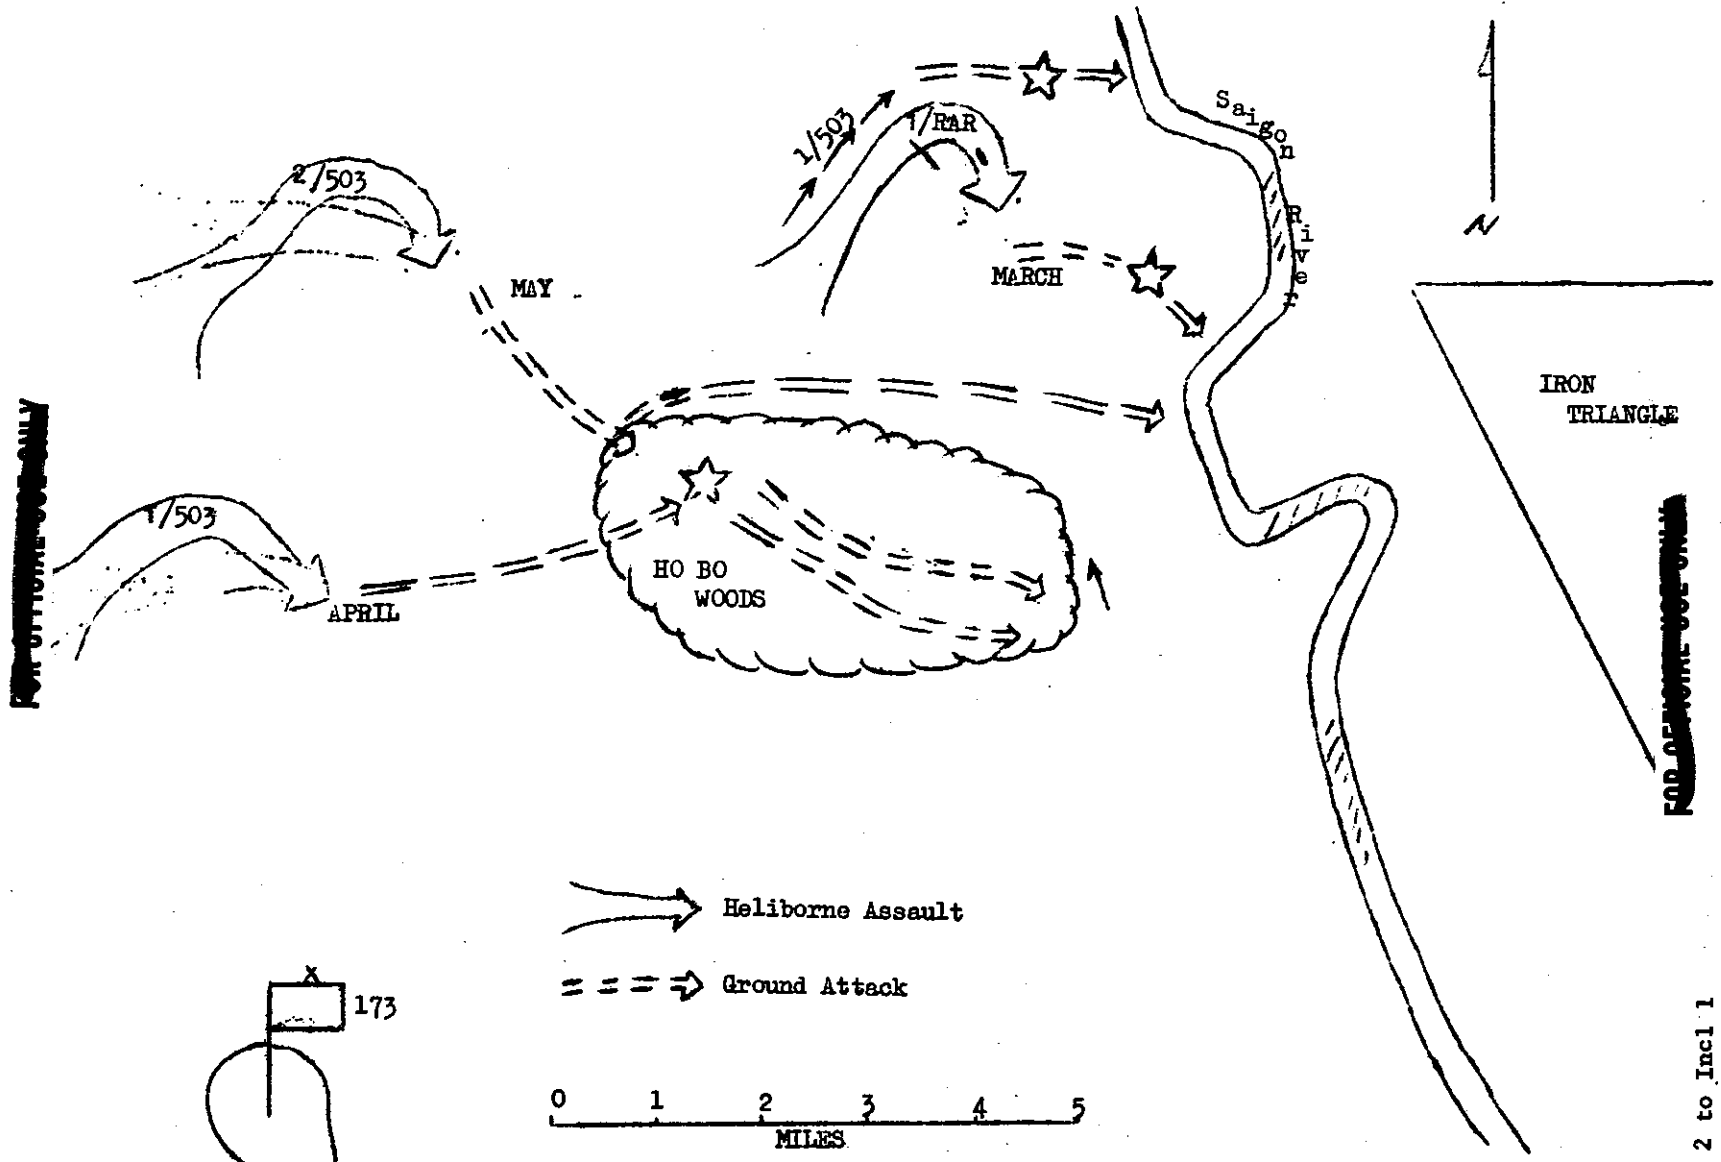 Saigon
River
1/503
1/RAR
2/503
MARCH
MAY
N
IRON
TRIANGLE
1/503
APRIL
HO BO
WOODS
FOR OFFICIAL USE ONLY
FOR OFFICIAL USE ONLY
Heliborne Assault
Ground Attack
X
173
0 1 2 3 4 5
MILES
2 to Incl 1